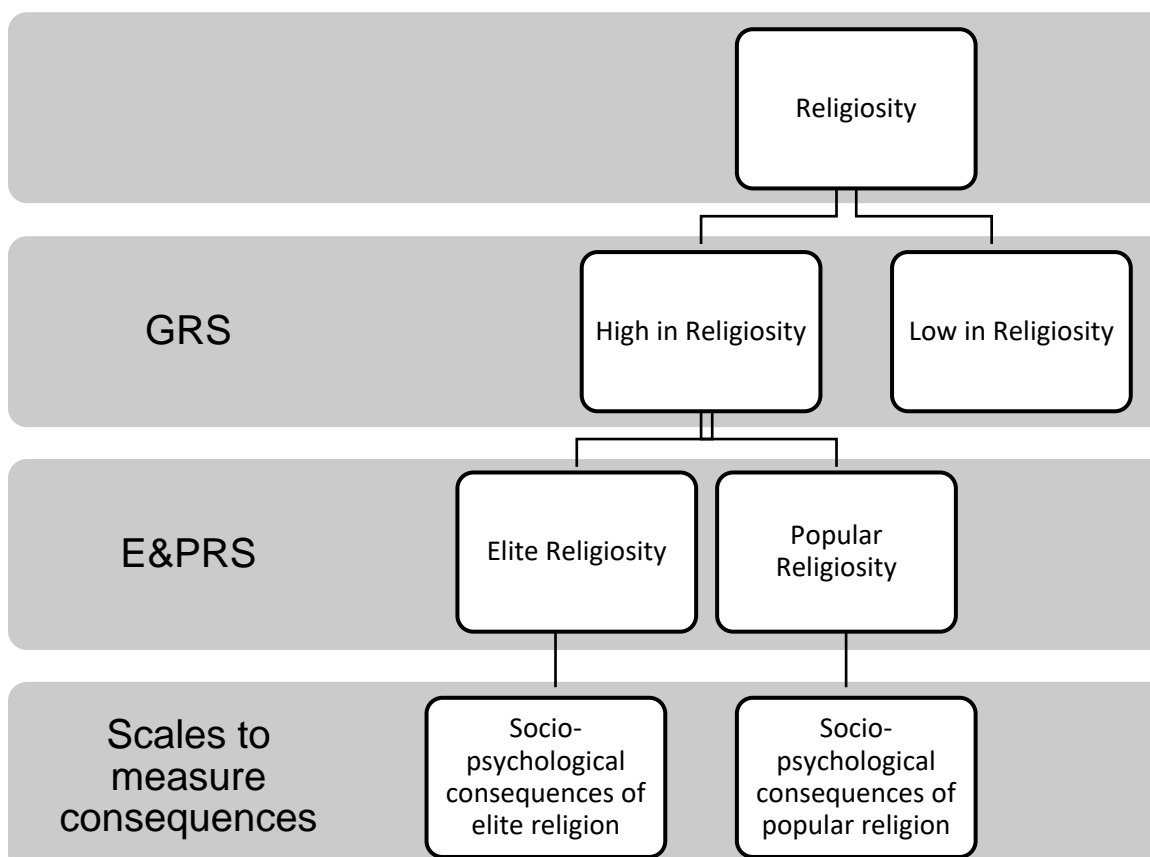 Religiosity
GRS
High in Religiosity
Low in Religiosity
E&PRS
Elite Religiosity
Popular
Religiosity
Scales to
measure
consequences
Socio-
psychological
consequences of
elite religion
Socio-
psychological
consequences of
popular religion